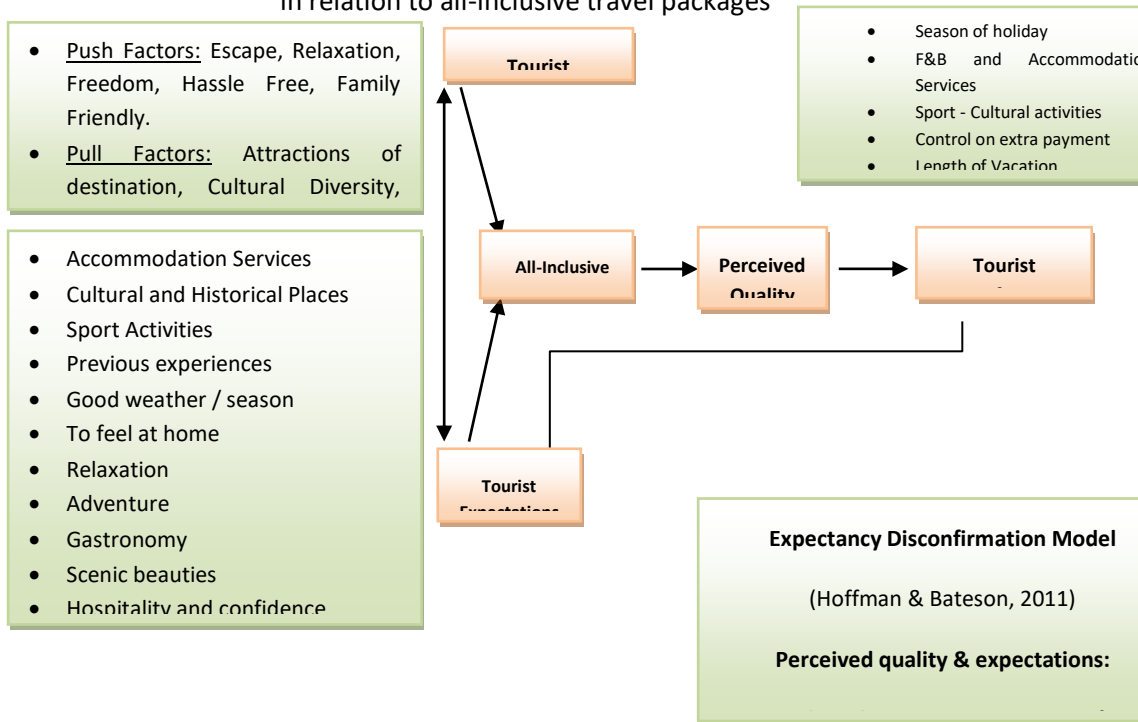 in relation to all-inclusive travel packages
• Push Factors: Escape, Relaxation,
Freedom, Hassle Free, Family
Friendly.
• Pull Factors: Attractions of
destination, Cultural Diversity,
Tourist
• Season of holiday
• F&B and Accommodatio
Services
• Sport - Cultural activities
• Control on extra payment
• Length of Vacation
• Accommodation Services
• Cultural and Historical Places
• Sport Activities
• Previous experiences
• Good weather / season
• To feel at home
• Relaxation
• Adventure
• Gastronomy
• Scenic beauties
• Hospitality and confidence
All-Inclusive
Perceived
Quality
Tourist
Tourist
Expectations
Expectancy Disconfirmation Model
(Hoffman & Bateson, 2011)
Perceived quality & expectations: